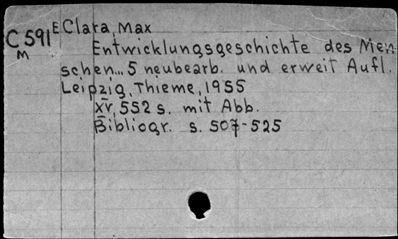 C 591 E Clara, Max
M
Entwicklungsgeschichte des Men-
schen... 5 neubearb. und erweit Aufl.
Leipzig, Thieme, 1955
XV, 552 s. mit Abb.
Bibliogr. s. 507-525